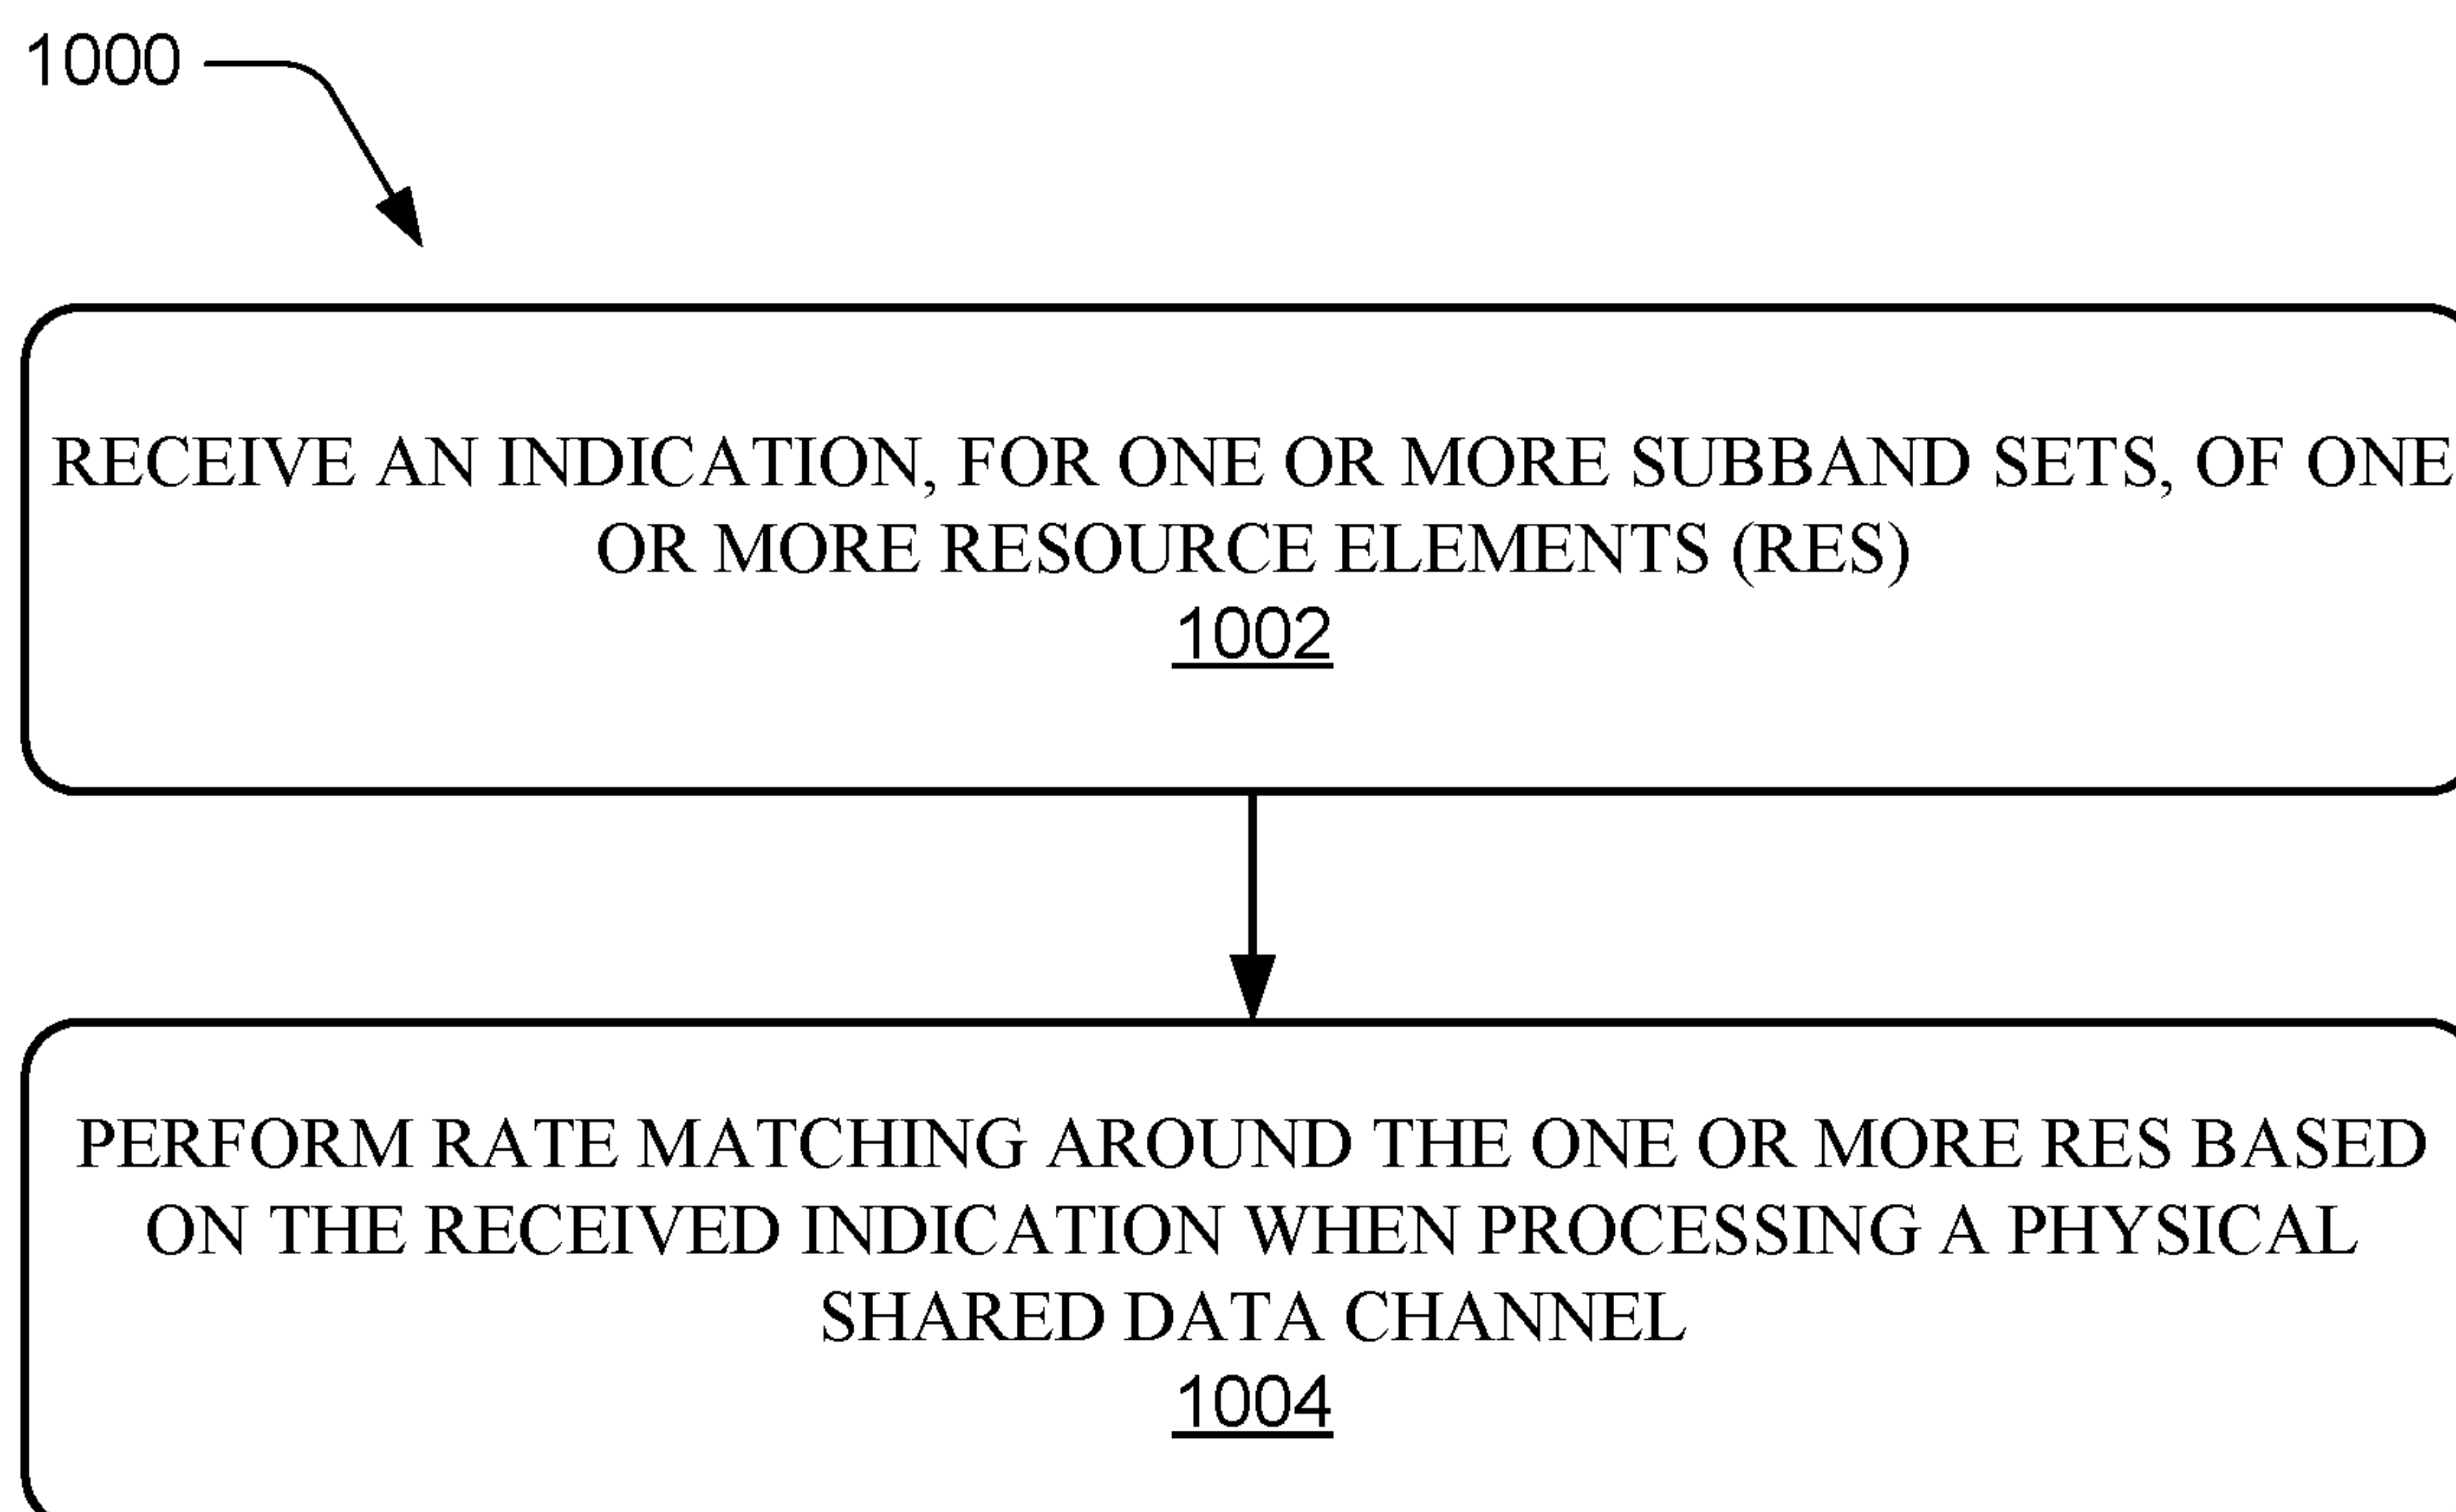 1000
RECEIVE AN INDICATION, FOR ONE OR MORE SUBBAND SETS, OF ONE
OR MORE RESOURCE ELEMENTS (RES)
1002
PERFORM RATE MATCHING AROUND THE ONE OR MORE RES BASED
ON THE RECEIVED INDICATION WHEN PROCESSING A PHYSICAL
SHARED DATA CHANNEL
1004